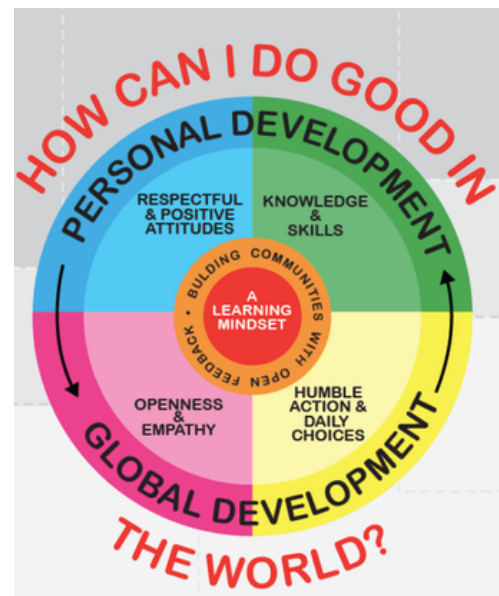 HOW CAN I DO GOOD IN
PERSONAL DEVELOPMENT
RESPECTFUL
& POSITIVE
ATTITUDES
KNOWLEDGE
&
SKILLS
BULDING COMMUNITIES WITH OPEN FEEDBACK •
A
LEARNING
MINDSET
OPENNESS
&
EMPATHY
HUMBLE
ACTION &
DAILY
CHOICES
GLOBAL DEVELOPMENT
THE WORLD?